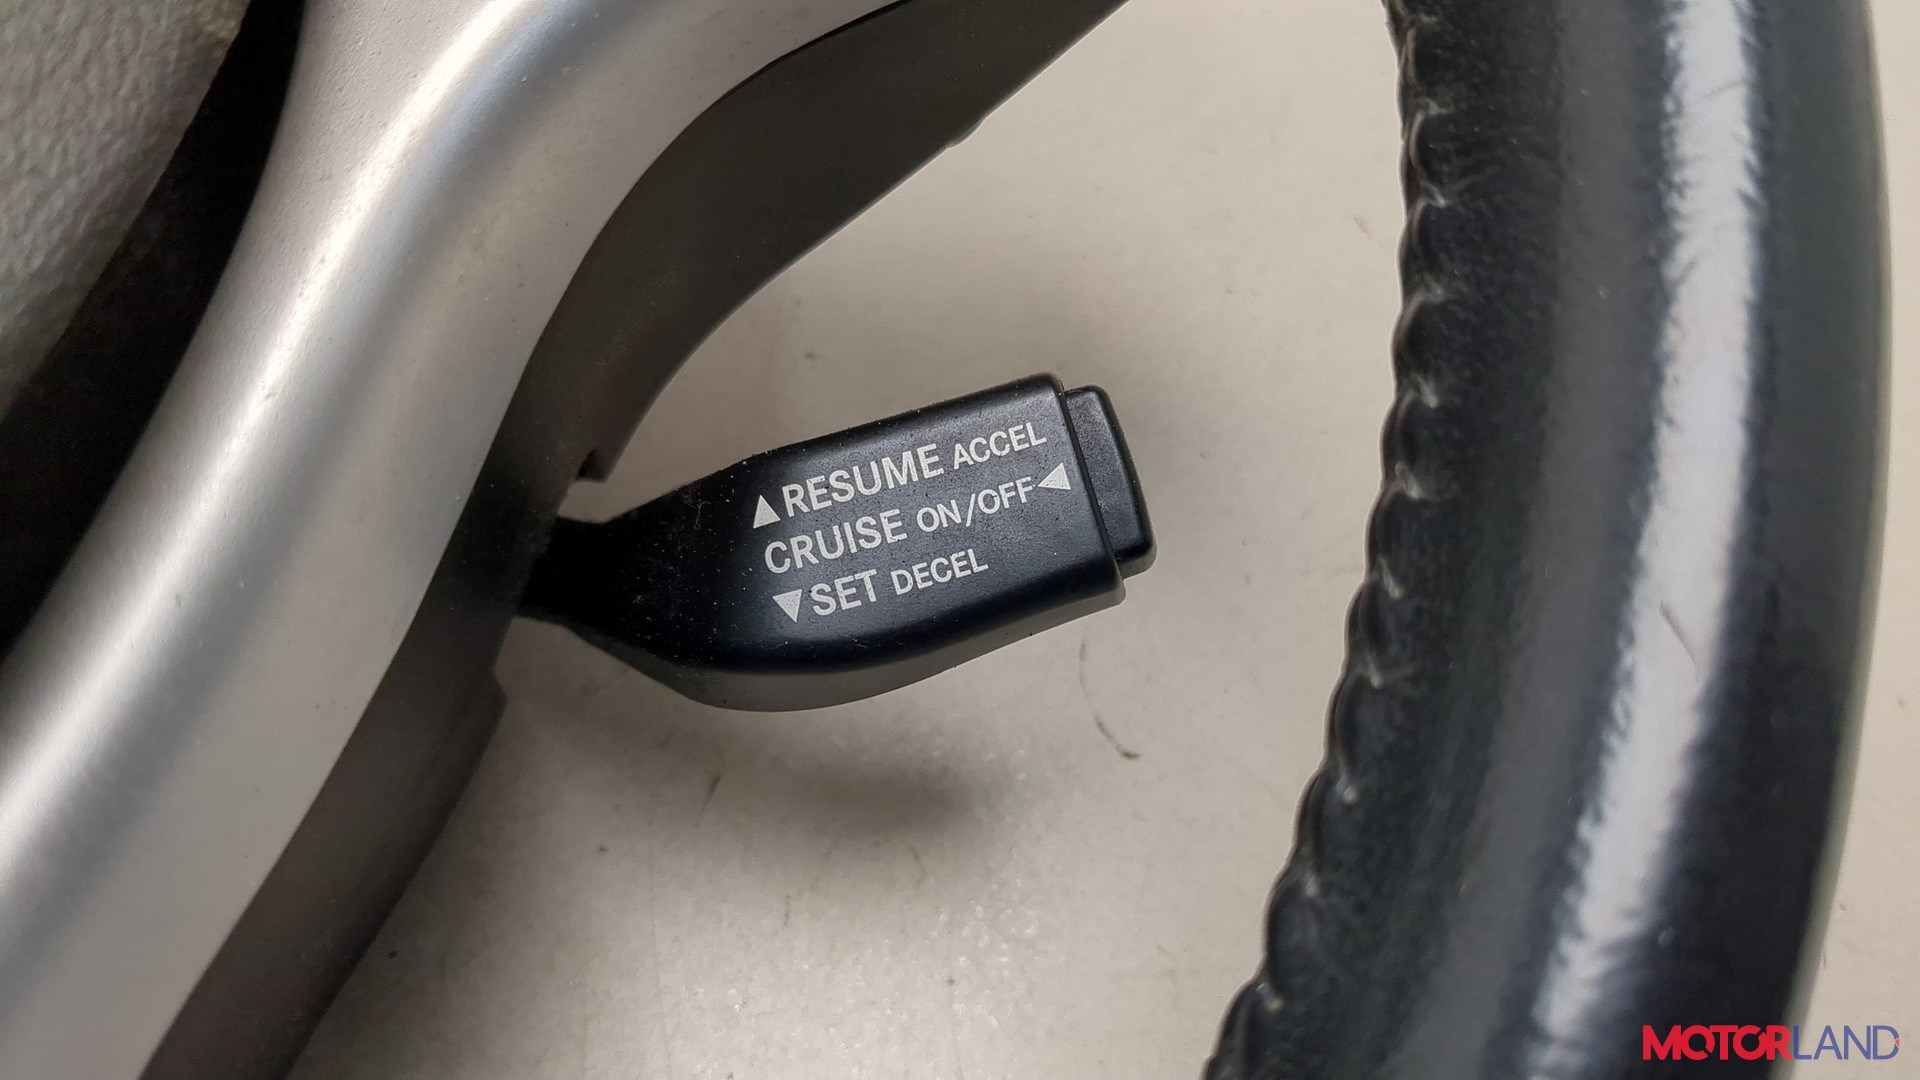 ▲RESUME ACCEL
CRUISE ON/OFF◀
▼SET DECEL
MOTORLAND